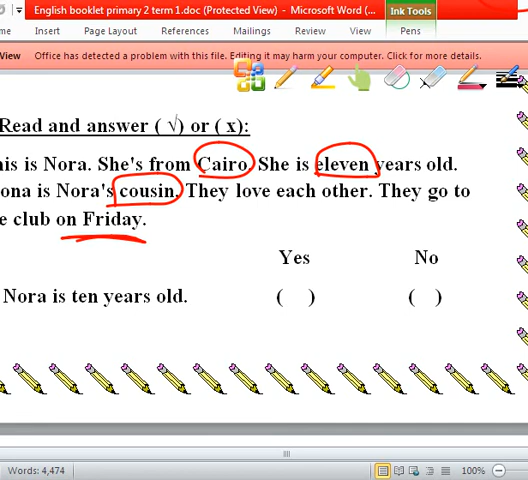 English booklet primary 2 term 1.doc (Protected View) - Microsoft Word (... Ink Tools
Insert Page Layout References Mailings Review View Pens
View Office has detected a problem with this file. Editing it may harm your computer. Click for more details.
Read and answer ( √) or ( x):
his is Nora. She's from Cairo. She is eleven years old.
ona is Nora's cousin. They love each other. They go to
e club on Friday.
Yes No
Nora is ten years old. ( ) ( )
Words: 4,474 100%